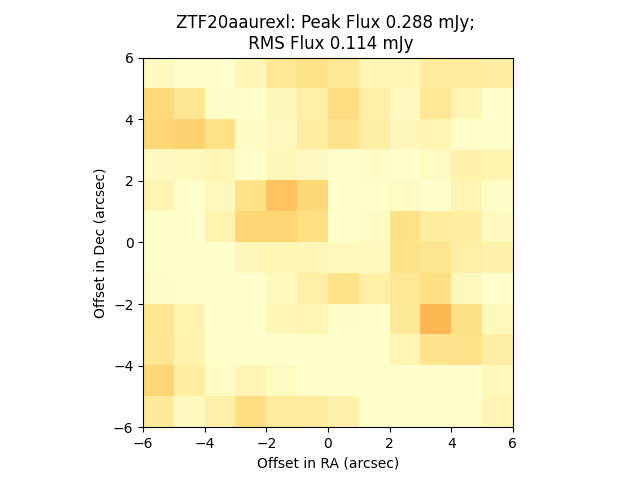 ZTF20aaurexl: Peak Flux 0.288 mJy;
RMS Flux 0.114 mJy
6
4
2
0
−2
−4
−6
Offset in Dec (arcsec)
−6 −4 −2 0 2 4 6
Offset in RA (arcsec)